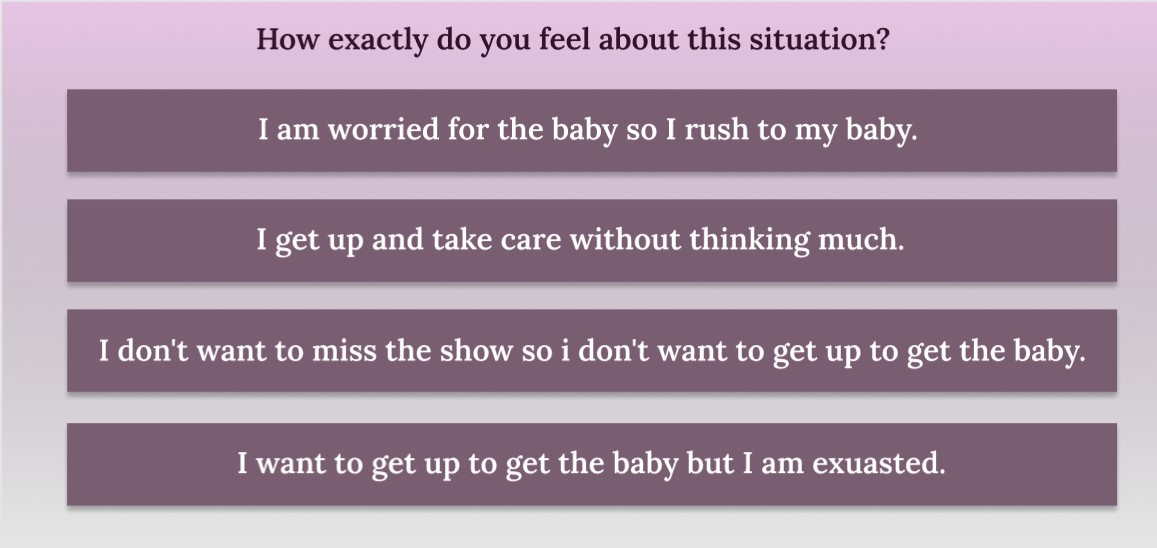 How exactly do you feel about this situation?
I am worried for the baby so I rush to my baby.
I get up and take care without thinking much.
I don't want to miss the show so i don't want to get up to get the baby.
I want to get up to get the baby but I am exuasted.